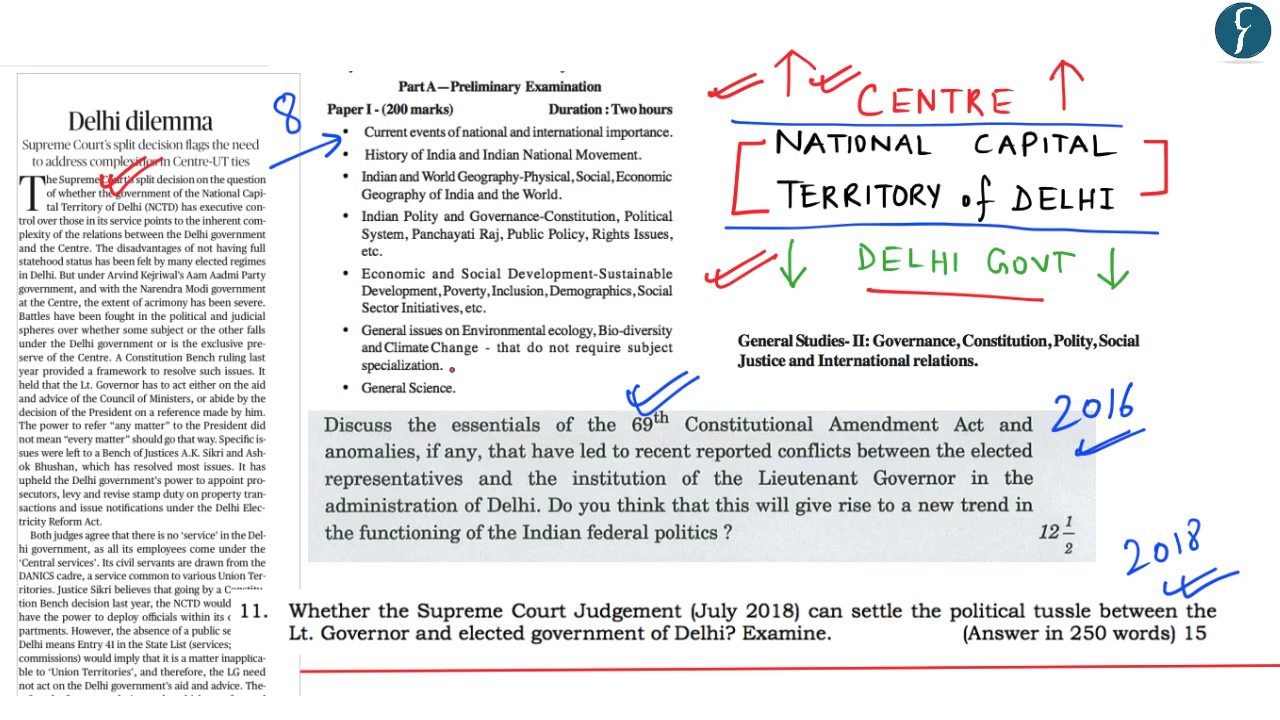 Delhi dilemma
Supreme Court's split decision flags the need
to address complexities in Centre-UT ties
The Supreme Court's split decision on the question
of whether the government of the National Capi-
tal Territory of Delhi (NCTD) has executive con-
trol over those in its service points to the inherent com-
plexity of the relations between the Delhi government
and the Centre. The disadvantages of not having full
statehood status has been felt by many elected regimes
in Delhi. But under Arvind Kejriwal's Aam Aadmi Party
government, and with the Narendra Modi government
at the Centre, the extent of acrimony has been severe.
Battles have been fought in the political and judicial
spheres over whether some subject or the other falls
under the Delhi government or is the exclusive pre-
serve of the Centre. A Constitution Bench ruling last
year provided a framework to resolve such issues. It
held that the Lt. Governor has to act either on the aid
and advice of the Council of Ministers, or abide by the
decision of the President on a reference made by him.
The power to refer "any matter" to the President did
not mean "every matter" should go that way. Specific is-
sues were left to a Bench of Justices A.K. Sikri and Ash-
ok Bhushan, which has resolved most issues. It has
upheld the Delhi government's power to appoint pro-
secutors, levy and revise stamp duty on property tran-
sactions and issue notifications under the Delhi Elec-
tricity Reform Act.
Both judges agree that there is no 'service' in the Del-
hi government, as all its employees come under the
'Central services'. Its civil servants are drawn from the
DANICS cadre, a service common to various Union Ter-
ritories. Justice Sikri believes that going by a
tion Bench decision last year, the NCTD would
have the power to deploy officials within its
partments. However, the absence of a public se
Delhi means Entry 41 in the State List (services;
commissions) would imply that it is a matter inapplica-
ble to 'Union Territories', and therefore, the LG need
not act on the Delhi government's aid and advice. The-
8
Part A—Preliminary Examination
Paper I - (200 marks) Duration: Two hours
• Current events of national and international importance.
• History of India and Indian National Movement.
• Indian and World Geography-Physical, Social, Economic
Geography of India and the World.
• Indian Polity and Governance-Constitution, Political
System, Panchayati Raj, Public Policy, Rights Issues,
etc.
• Economic and Social Development-Sustainable
Development, Poverty, Inclusion, Demographics, Social
Sector Initiatives, etc.
• General issues on Environmental ecology, Bio-diversity
and Climate Change - that do not require subject
specialization.
• General Science.
CENTRE
NATIONAL CAPITAL
TERRITORY of DELHI
DELHI GOVT
General Studies- II: Governance, Constitution, Polity, Social
Justice and International relations.
Discuss the essentials of the 69th Constitutional Amendment Act and
anomalies, if any, that have led to recent reported conflicts between the elected
representatives and the institution of the Lieutenant Governor in the
administration of Delhi. Do you think that this will give rise to a new trend in
the functioning of the Indian federal politics ? 12 1/2
2016
2018
11. Whether the Supreme Court Judgement (July 2018) can settle the political tussle between the
Lt. Governor and elected government of Delhi? Examine. (Answer in 250 words) 15